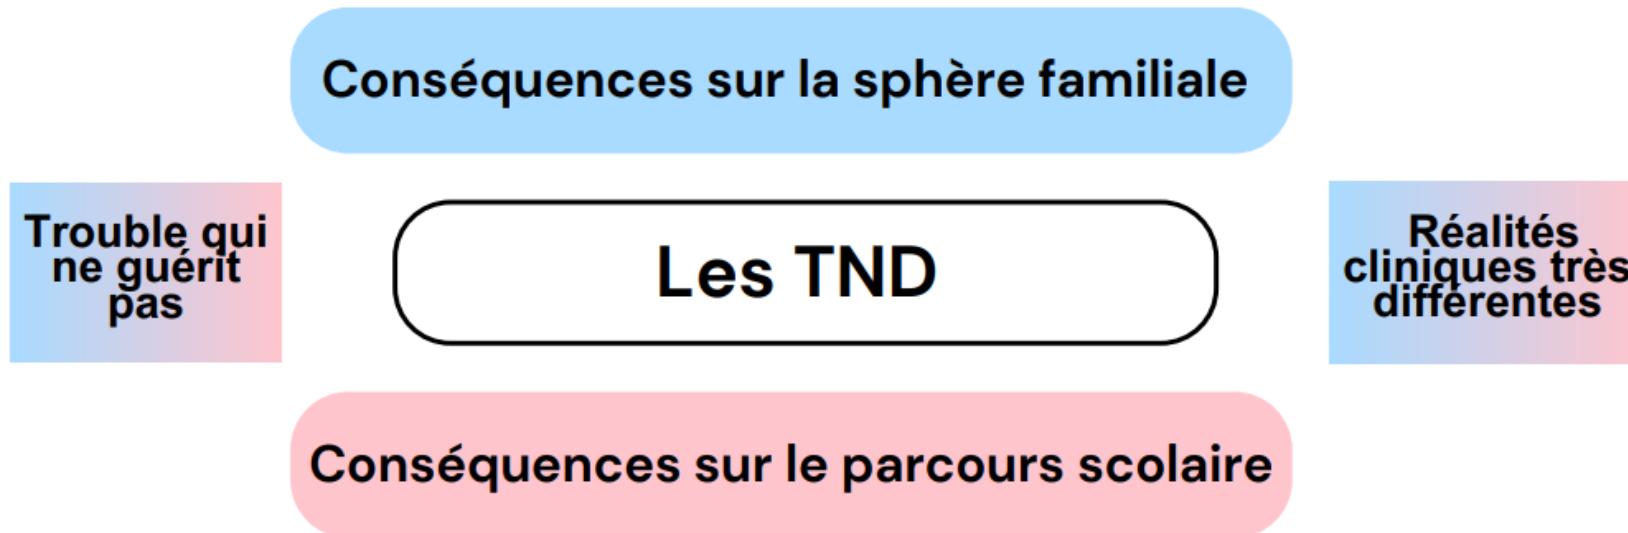 Conséquences sur la sphère familiale
Trouble qui
ne guérit
pas
Les TND
Réalités
cliniques très
différentes
Conséquences sur le parcours scolaire